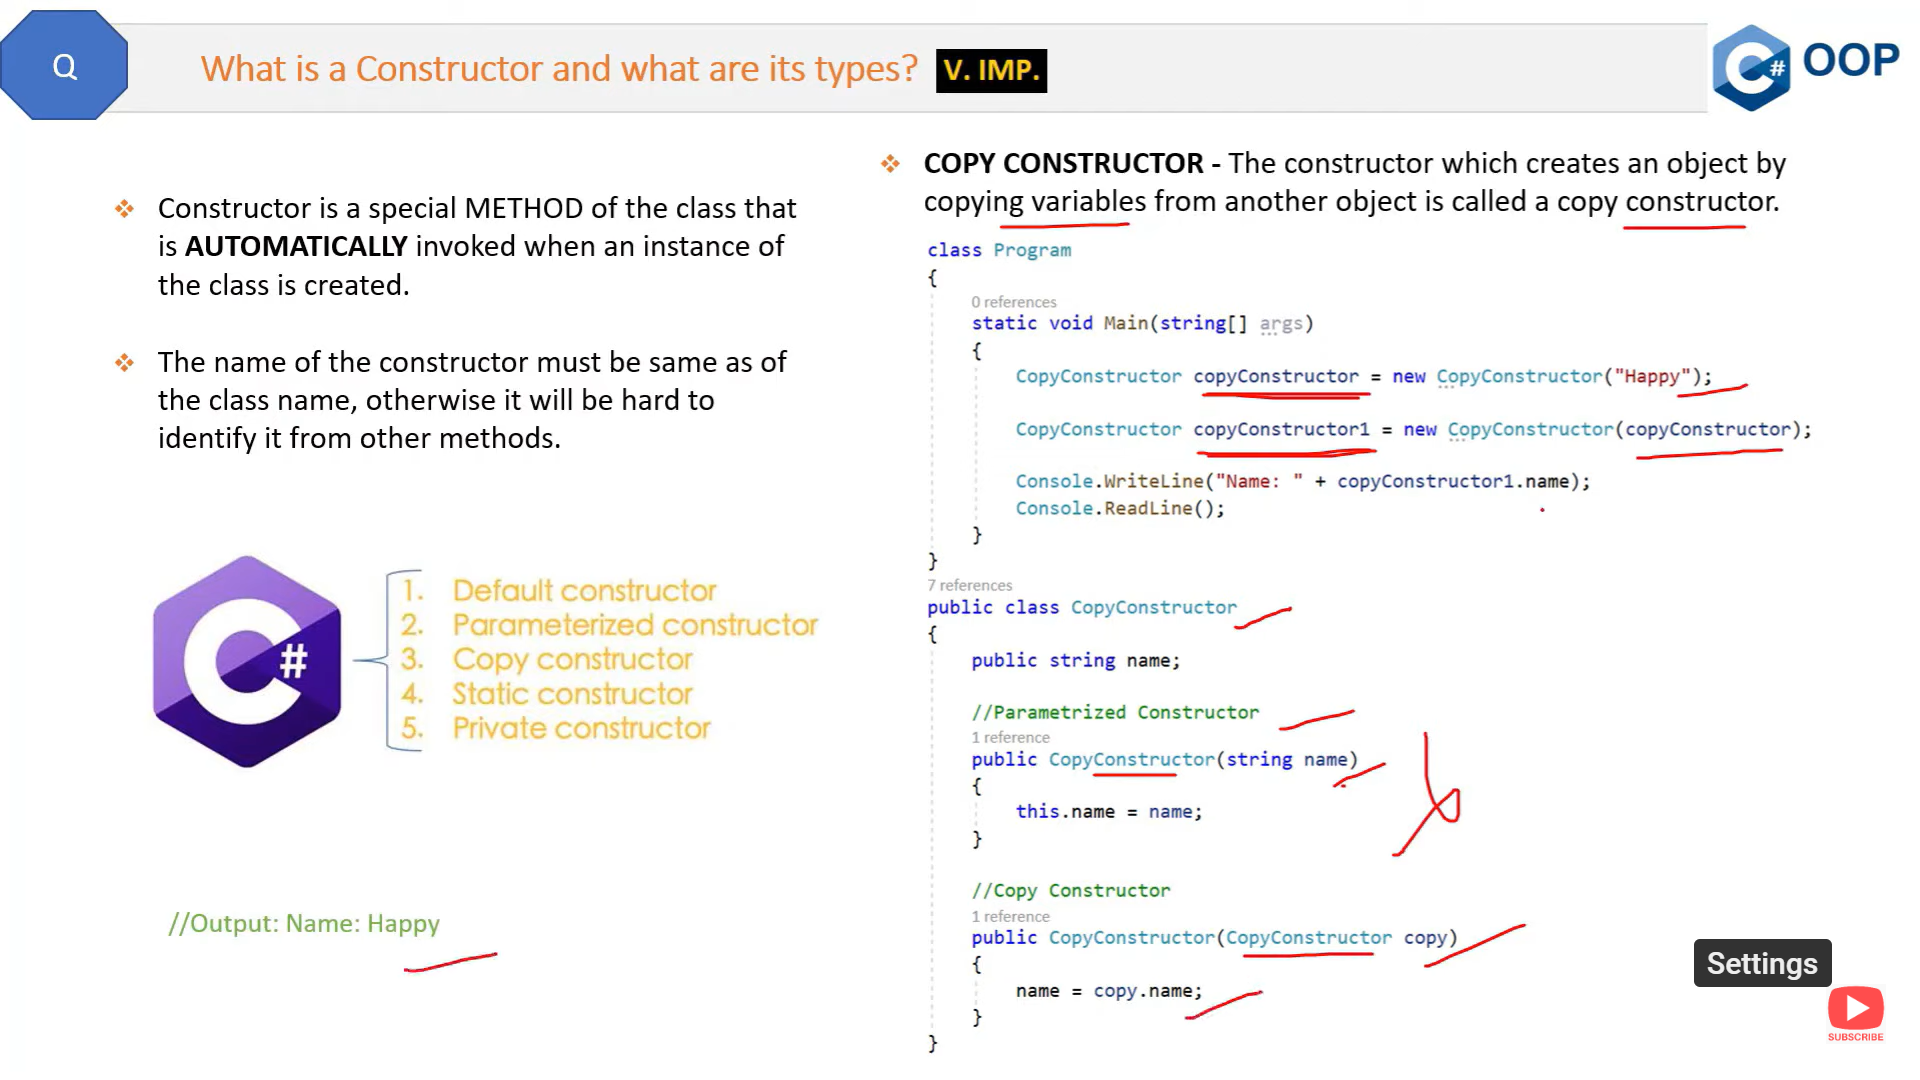 Q
What is a Constructor and what are its types? V. IMP.
C# OOP
Constructor is a special METHOD of the class that
is AUTOMATICALLY invoked when an instance of
the class is created.
The name of the constructor must be same as of
the class name, otherwise it will be hard to
identify it from other methods.
C#
1. Default constructor
2. Parameterized constructor
3. Copy constructor
4. Static constructor
5. Private constructor
//Output: Name: Happy
COPY CONSTRUCTOR - The constructor which creates an object by
copying variables from another object is called a copy constructor.
class Program
{
0 references
static void Main(string[] args)
{
CopyConstructor copyConstructor = new CopyConstructor("Happy");
CopyConstructor copyConstructor1 = new CopyConstructor(copyConstructor);
Console.WriteLine("Name: " + copyConstructor1.name);
Console.ReadLine();
}
}
7 references
public class CopyConstructor
{
public string name;
//Parametrized Constructor
1 reference
public CopyConstructor(string name)
{
this.name = name;
}
//Copy Constructor
1 reference
public CopyConstructor(CopyConstructor copy)
{
name = copy.name;
}
}
Settings
SUBSCRIBE